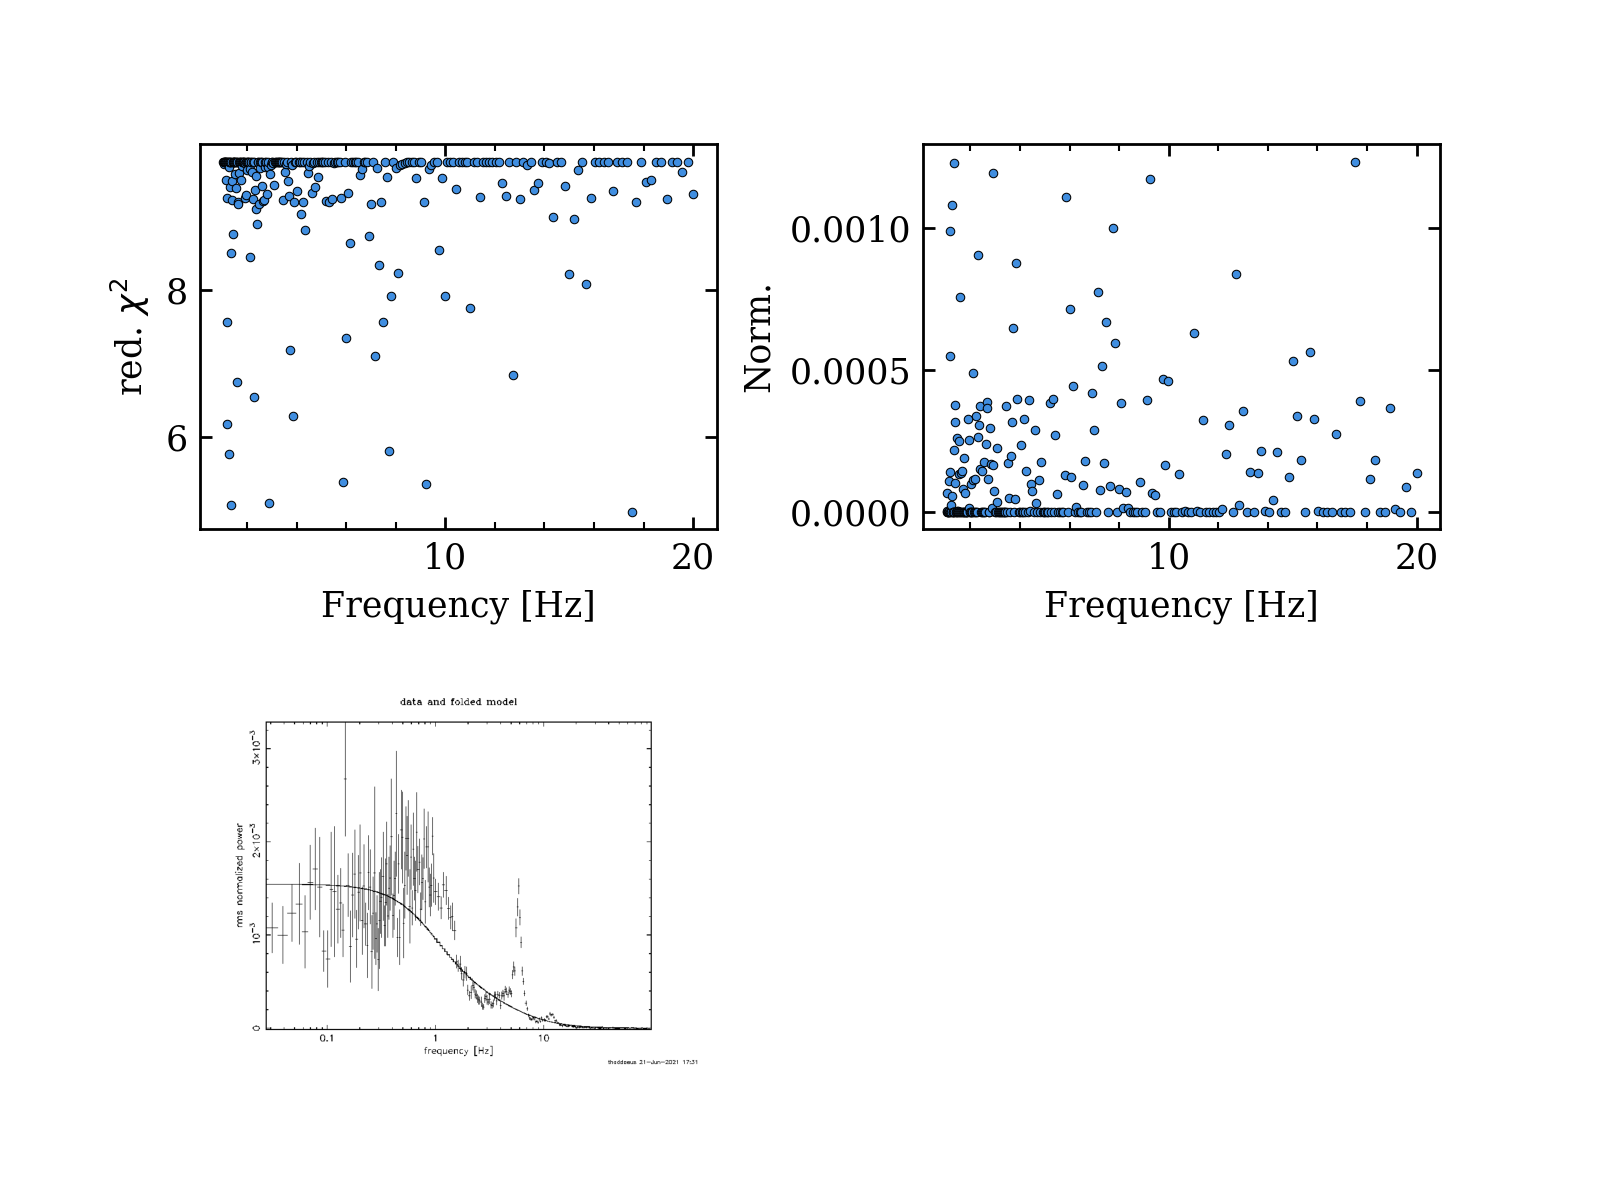 red. χ²
8
6
10
20
Frequency [Hz]
Norm.
0.0010
0.0005
0.0000
10
20
Frequency [Hz]
data and folded model
rms normalized power
3×10⁻³
2×10⁻³
10⁻³
0
0.1
1
10
frequency [Hz]
thaddaeus 21-Jun-2021 17:31